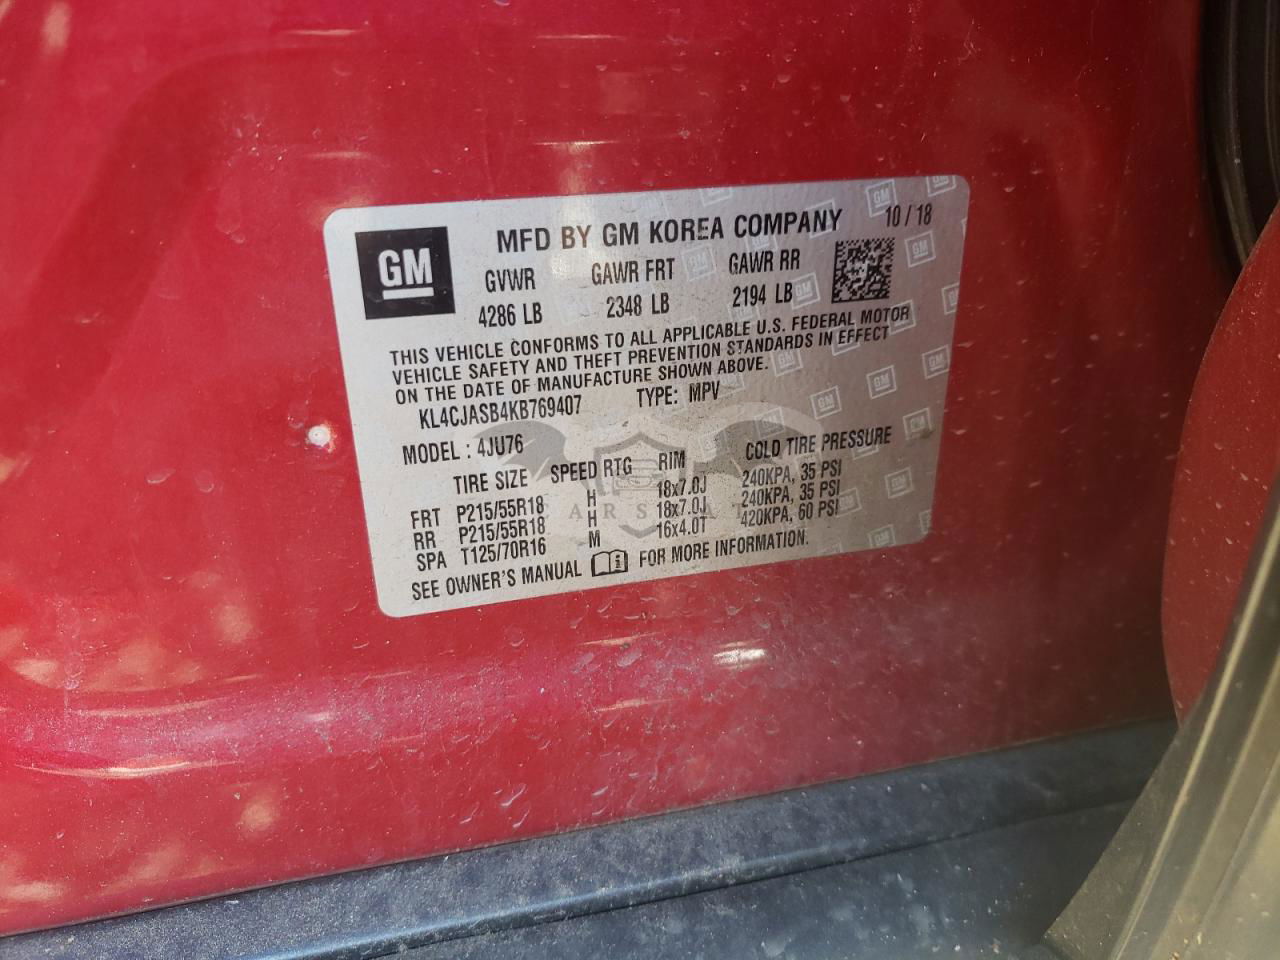 GM
MFD BY GM KOREA COMPANY 10 / 18
GVWR GAWR FRT GAWR RR
4286 LB 2348 LB 2194 LB
THIS VEHICLE CONFORMS TO ALL APPLICABLE U.S. FEDERAL MOTOR
VEHICLE SAFETY AND THEFT PREVENTION STANDARDS IN EFFECT
ON THE DATE OF MANUFACTURE SHOWN ABOVE.
KL4CJASB4KB769407 TYPE: MPV
MODEL : 4JU76
TIRE SIZE SPEED RTG RIM COLD TIRE PRESSURE
FRT P215/55R18 H 18x7.0J 240KPA, 35 PSI
RR P215/55R18 H 18x7.0J 240KPA, 35 PSI
SPA T125/70R16 M 16x4.0T 420KPA, 60 PSI
SEE OWNER'S MANUAL FOR MORE INFORMATION.